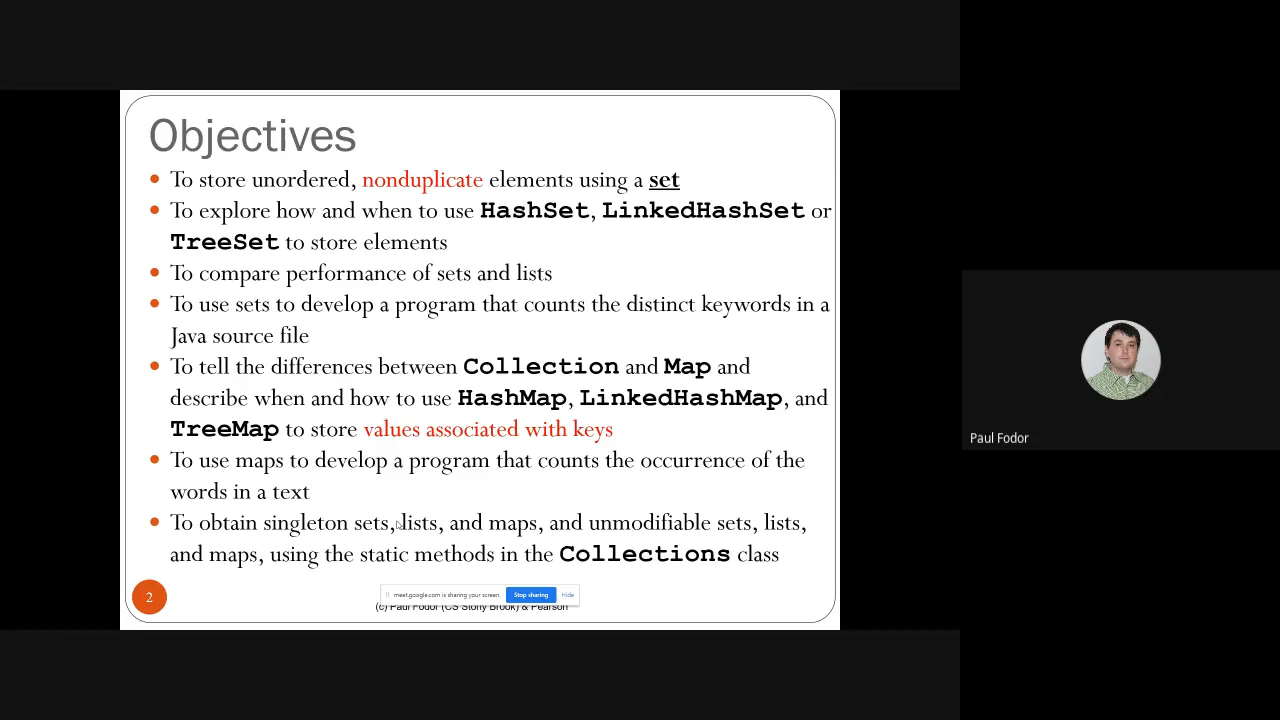 Objectives
• To store unordered, nonduplicate elements using a set
• To explore how and when to use HashSet, LinkedHashSet or
TreeSet to store elements
• To compare performance of sets and lists
• To use sets to develop a program that counts the distinct keywords in a
Java source file
• To tell the differences between Collection and Map and
describe when and how to use HashMap, LinkedHashMap, and
TreeMap to store values associated with keys
• To use maps to develop a program that counts the occurrence of the
words in a text
• To obtain singleton sets, lists, and maps, and unmodifiable sets, lists,
and maps, using the static methods in the Collections class
meet.google.com is sharing your screen. Stop sharing Hide
2
(c) Paul Fodor (CS Stony Brook) & Pearson
Paul Fodor